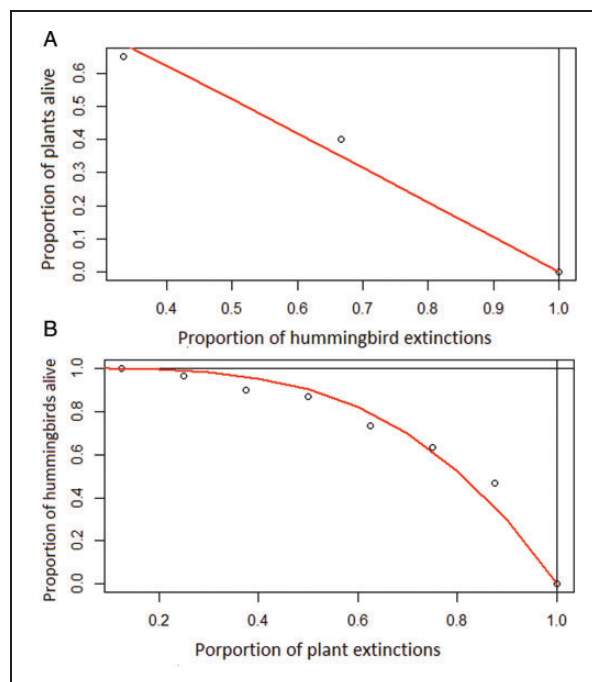 A
Proportion of plants alive
0.6
0.5
0.4
0.3
0.2
0.1
0.0
0.4 0.5 0.6 0.7 0.8 0.9 1.0
Proportion of hummingbird extinctions
B
Proportion of hummingbirds alive
1.0
0.8
0.6
0.4
0.2
0.0
0.2 0.4 0.6 0.8 1.0
Porportion of plant extinctions